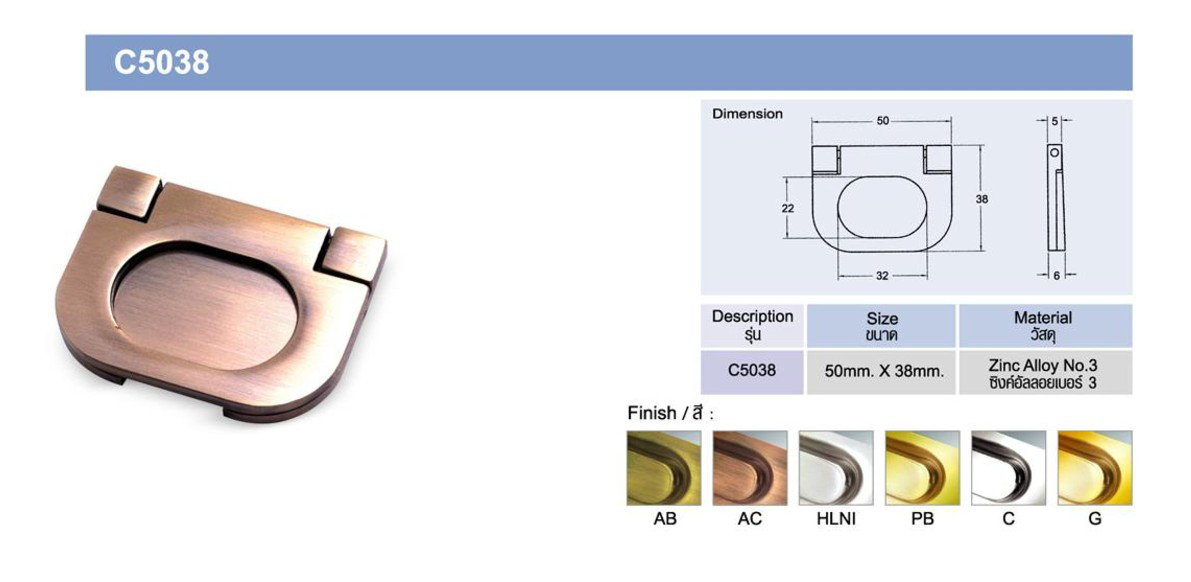 C5038
Dimension
50
5
22
38
32
6
Description Size Material
รุ่น ขนาด วัสดุ
C5038 50mm. X 38mm. Zinc Alloy No.3
ซิงค์อัลลอยเบอร์ 3
Finish / สี :
AB AC HLNI PB C G